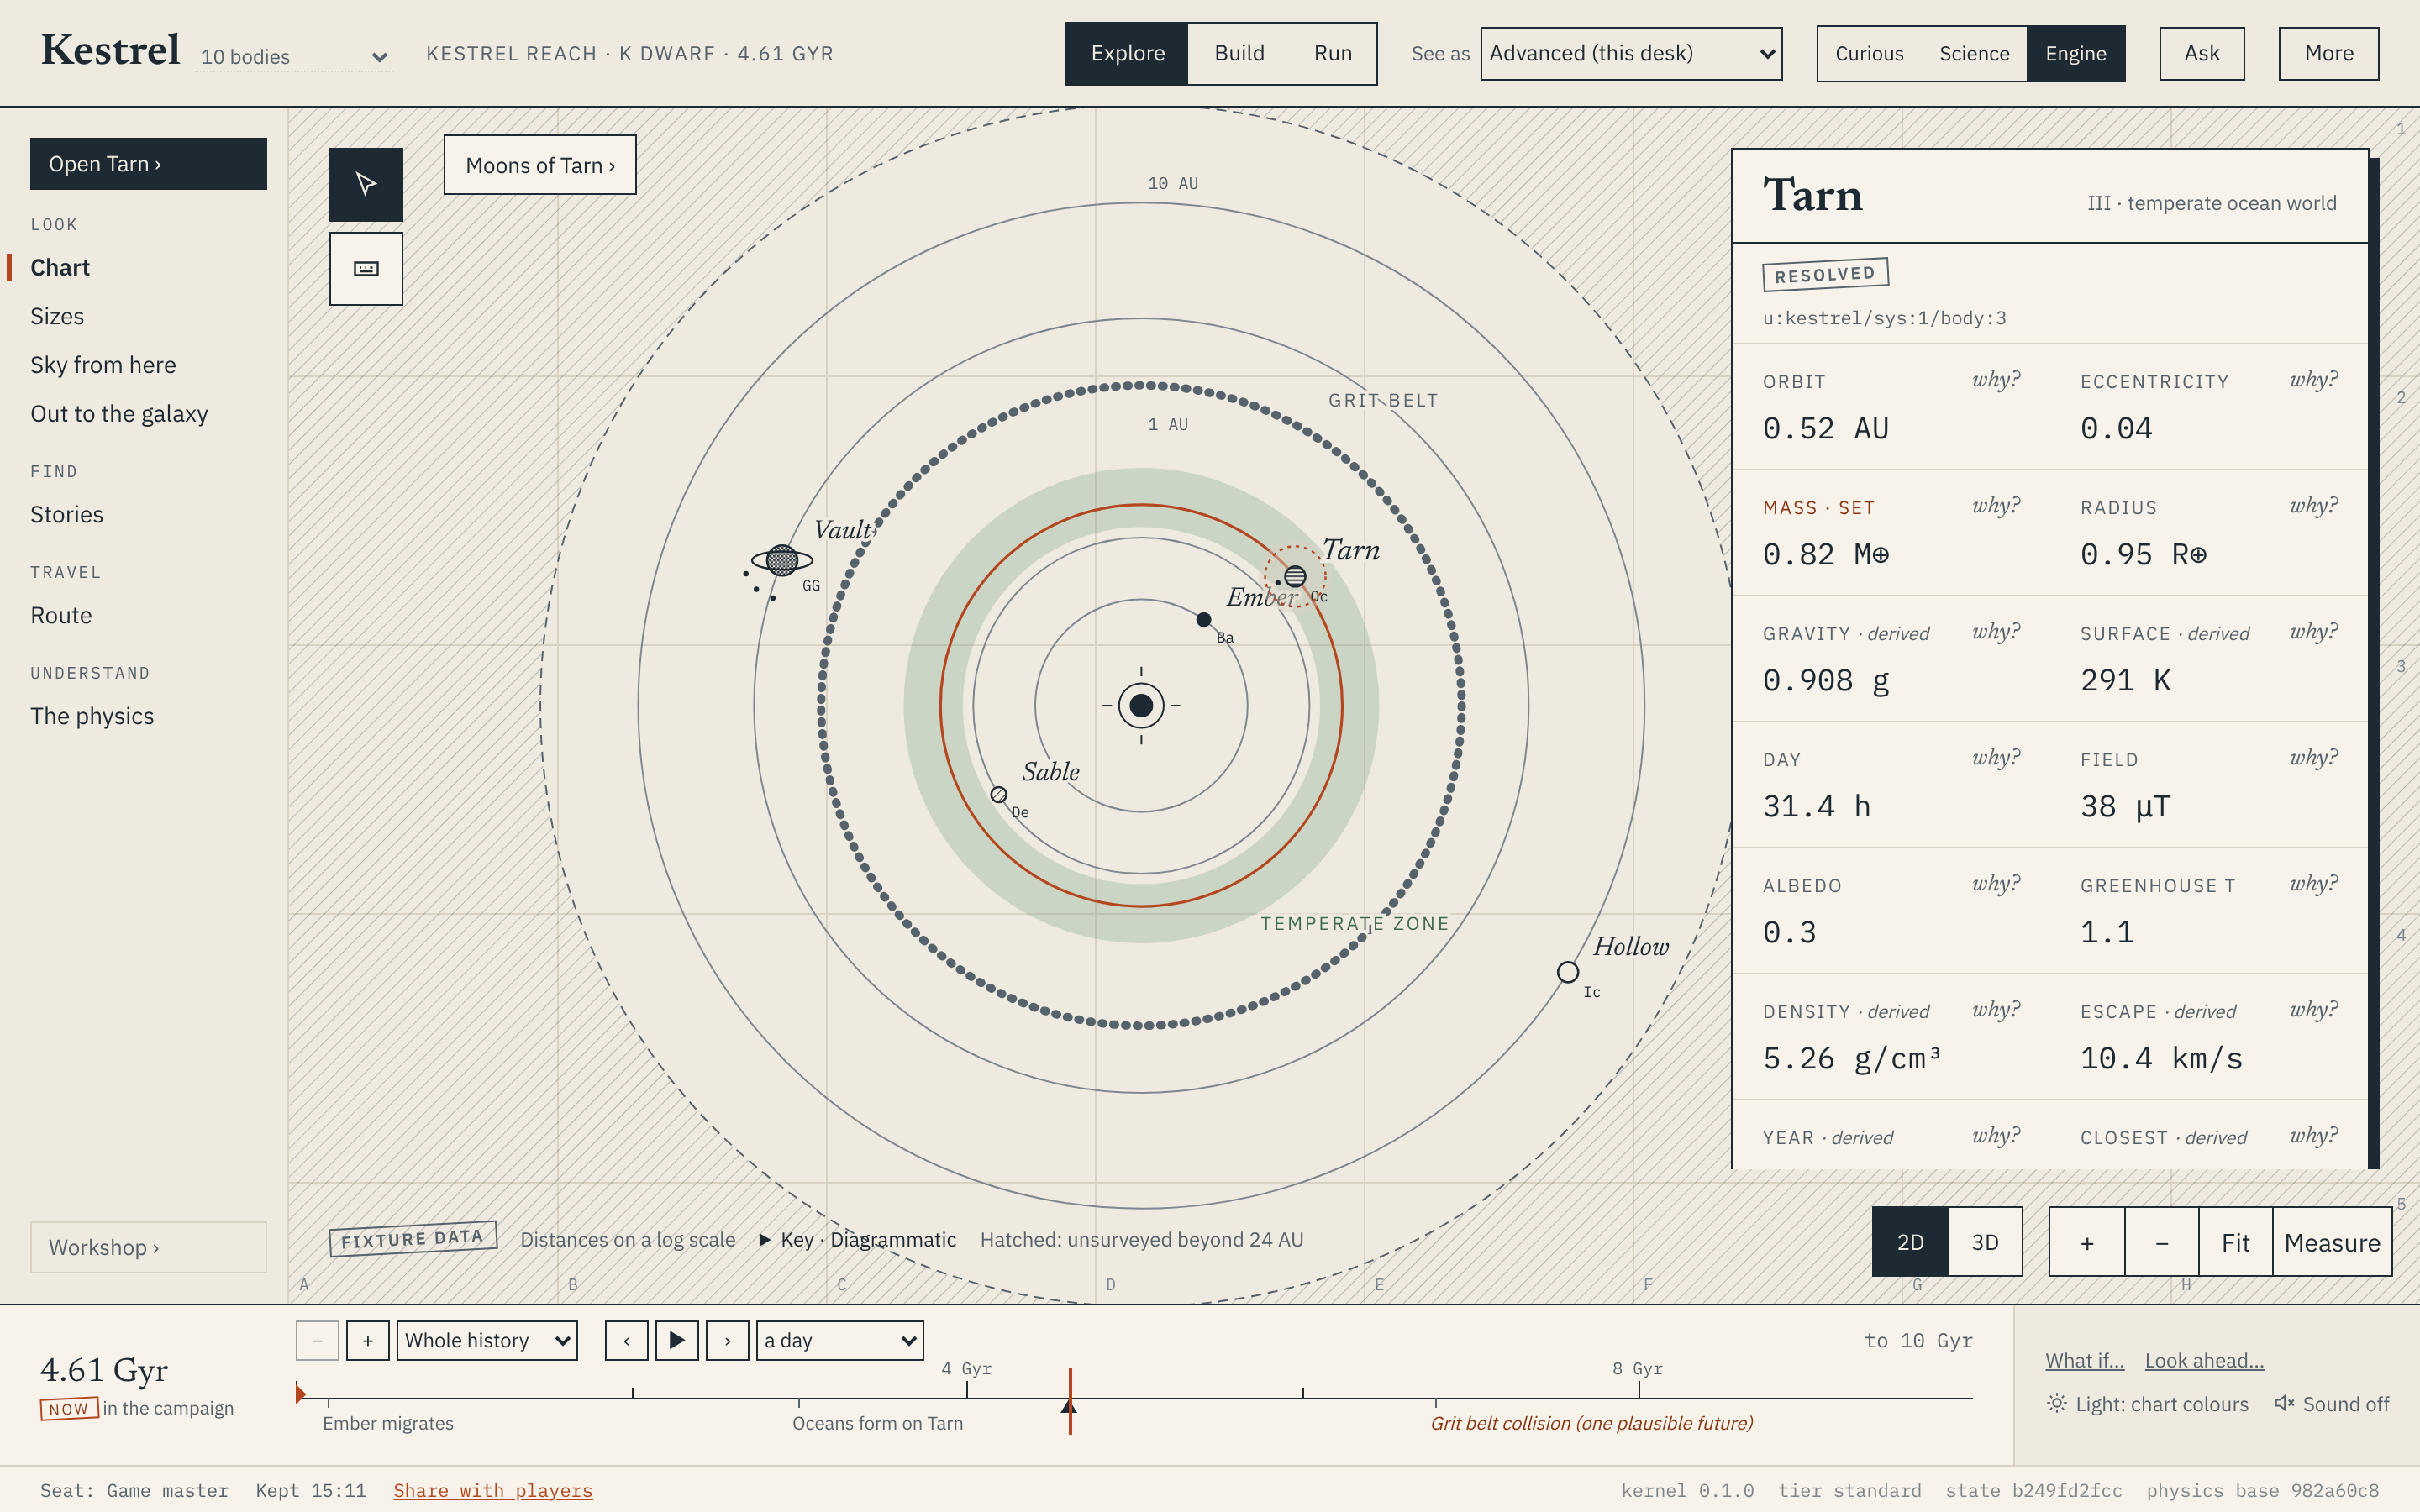 Kestrel 10 bodies KESTREL REACH · K DWARF · 4.61 GYR Explore Build Run See as Advanced (this desk) Curious Science Engine Ask More
Open Tarn ›
LOOK
Chart
Sizes
Sky from here
Out to the galaxy
FIND
Stories
TRAVEL
Route
UNDERSTAND
The physics
Workshop ›
Moons of Tarn ›
10 AU
GRIT BELT
1 AU
Vault
GG
Tarn
Oc
Ember
Ba
Sable
De
TEMPERATE ZONE
Hollow
Ic
1
2
3
4
5
Tarn III · temperate ocean world
RESOLVED
u:kestrel/sys:1/body:3
ORBIT why? ECCENTRICITY why?
0.52 AU 0.04
MASS · SET why? RADIUS why?
0.82 M⊕ 0.95 R⊕
GRAVITY · derived why? SURFACE · derived why?
0.908 g 291 K
DAY why? FIELD why?
31.4 h 38 µT
ALBEDO why? GREENHOUSE T why?
0.3 1.1
DENSITY · derived why? ESCAPE · derived why?
5.26 g/cm³ 10.4 km/s
YEAR · derived why? CLOSEST · derived why?
FIXTURE DATA Distances on a log scale ▶ Key · Diagrammatic Hatched: unsurveyed beyond 24 AU
2D 3D + − Fit Measure
A B C D E F G H
− + Whole history ‹ ▶ › a day to 10 Gyr
4 Gyr 8 Gyr
4.61 Gyr
NOW in the campaign
Ember migrates Oceans form on Tarn Grit belt collision (one plausible future)
What if... Look ahead...
Light: chart colours Sound off
Seat: Game master Kept 15:11 Share with players kernel 0.1.0 tier standard state b249fd2fcc physics base 982a60c8